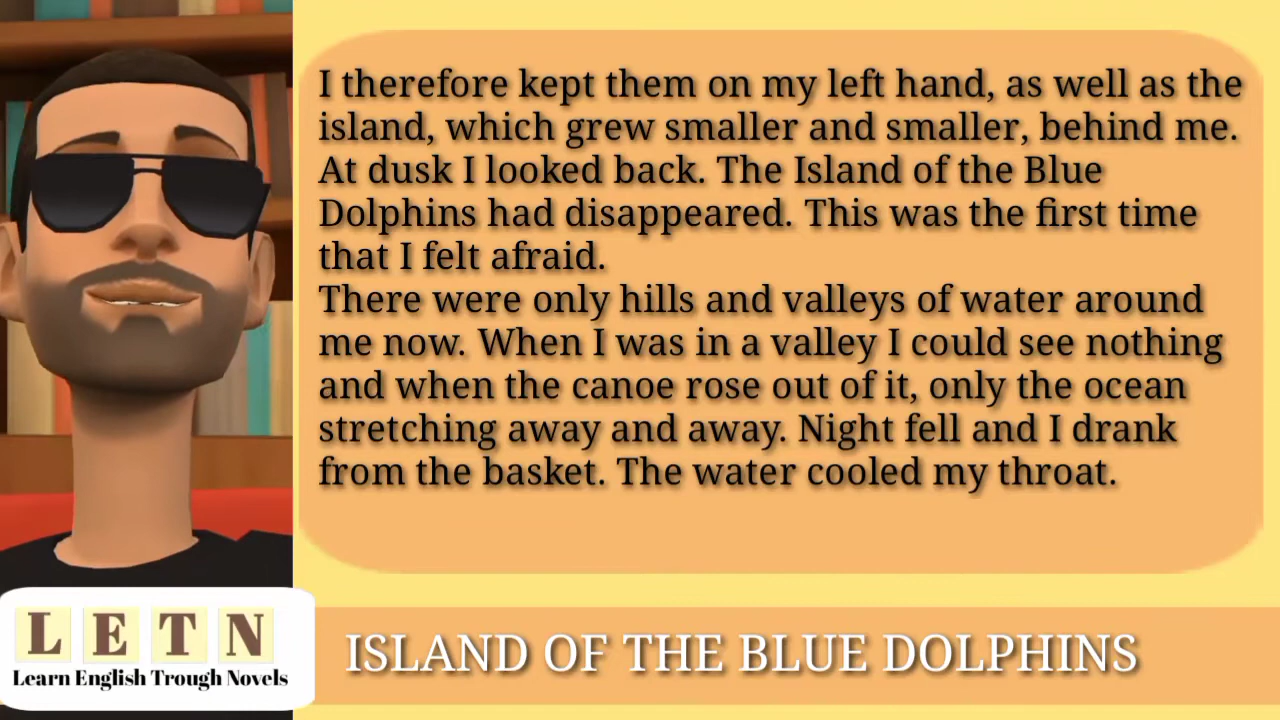 I therefore kept them on my left hand, as well as the
island, which grew smaller and smaller, behind me.
At dusk I looked back. The Island of the Blue
Dolphins had disappeared. This was the first time
that I felt afraid.
There were only hills and valleys of water around
me now. When I was in a valley I could see nothing
and when the canoe rose out of it, only the ocean
stretching away and away. Night fell and I drank
from the basket. The water cooled my throat.
LETN
Learn English Trough Novels
ISLAND OF THE BLUE DOLPHINS